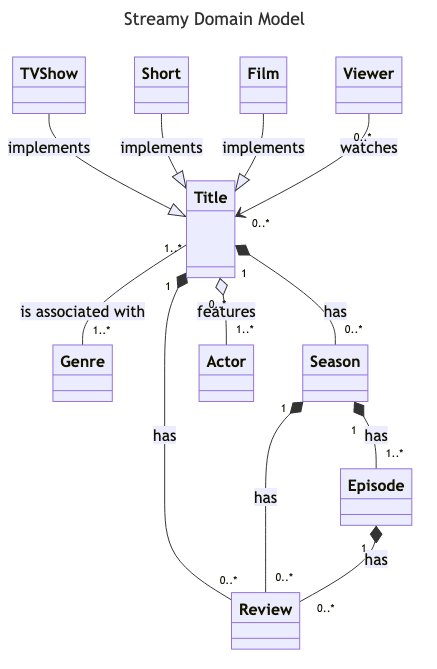 Streamy Domain Model
TVShow Short Film Viewer
implements implements implements watches
0..*
Title
0..*
1..*
1
1
0..*
is associated with features has
1..* 1..* 0..*
Genre Actor Season
1
1
has has
1..*
has
Episode
1
has
0..* 0..*
0..*
Review